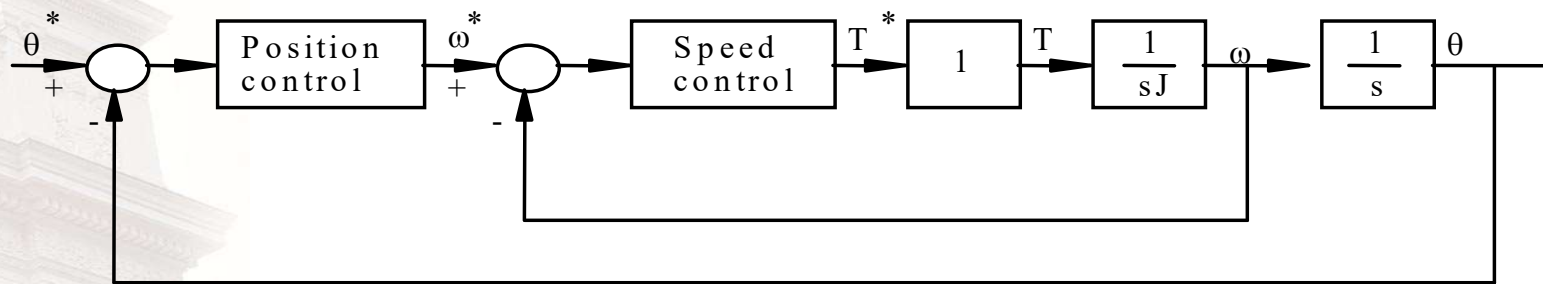 θ* + - Position control ω* + - Speed control T* 1 T 1/sJ ω 1/s θ